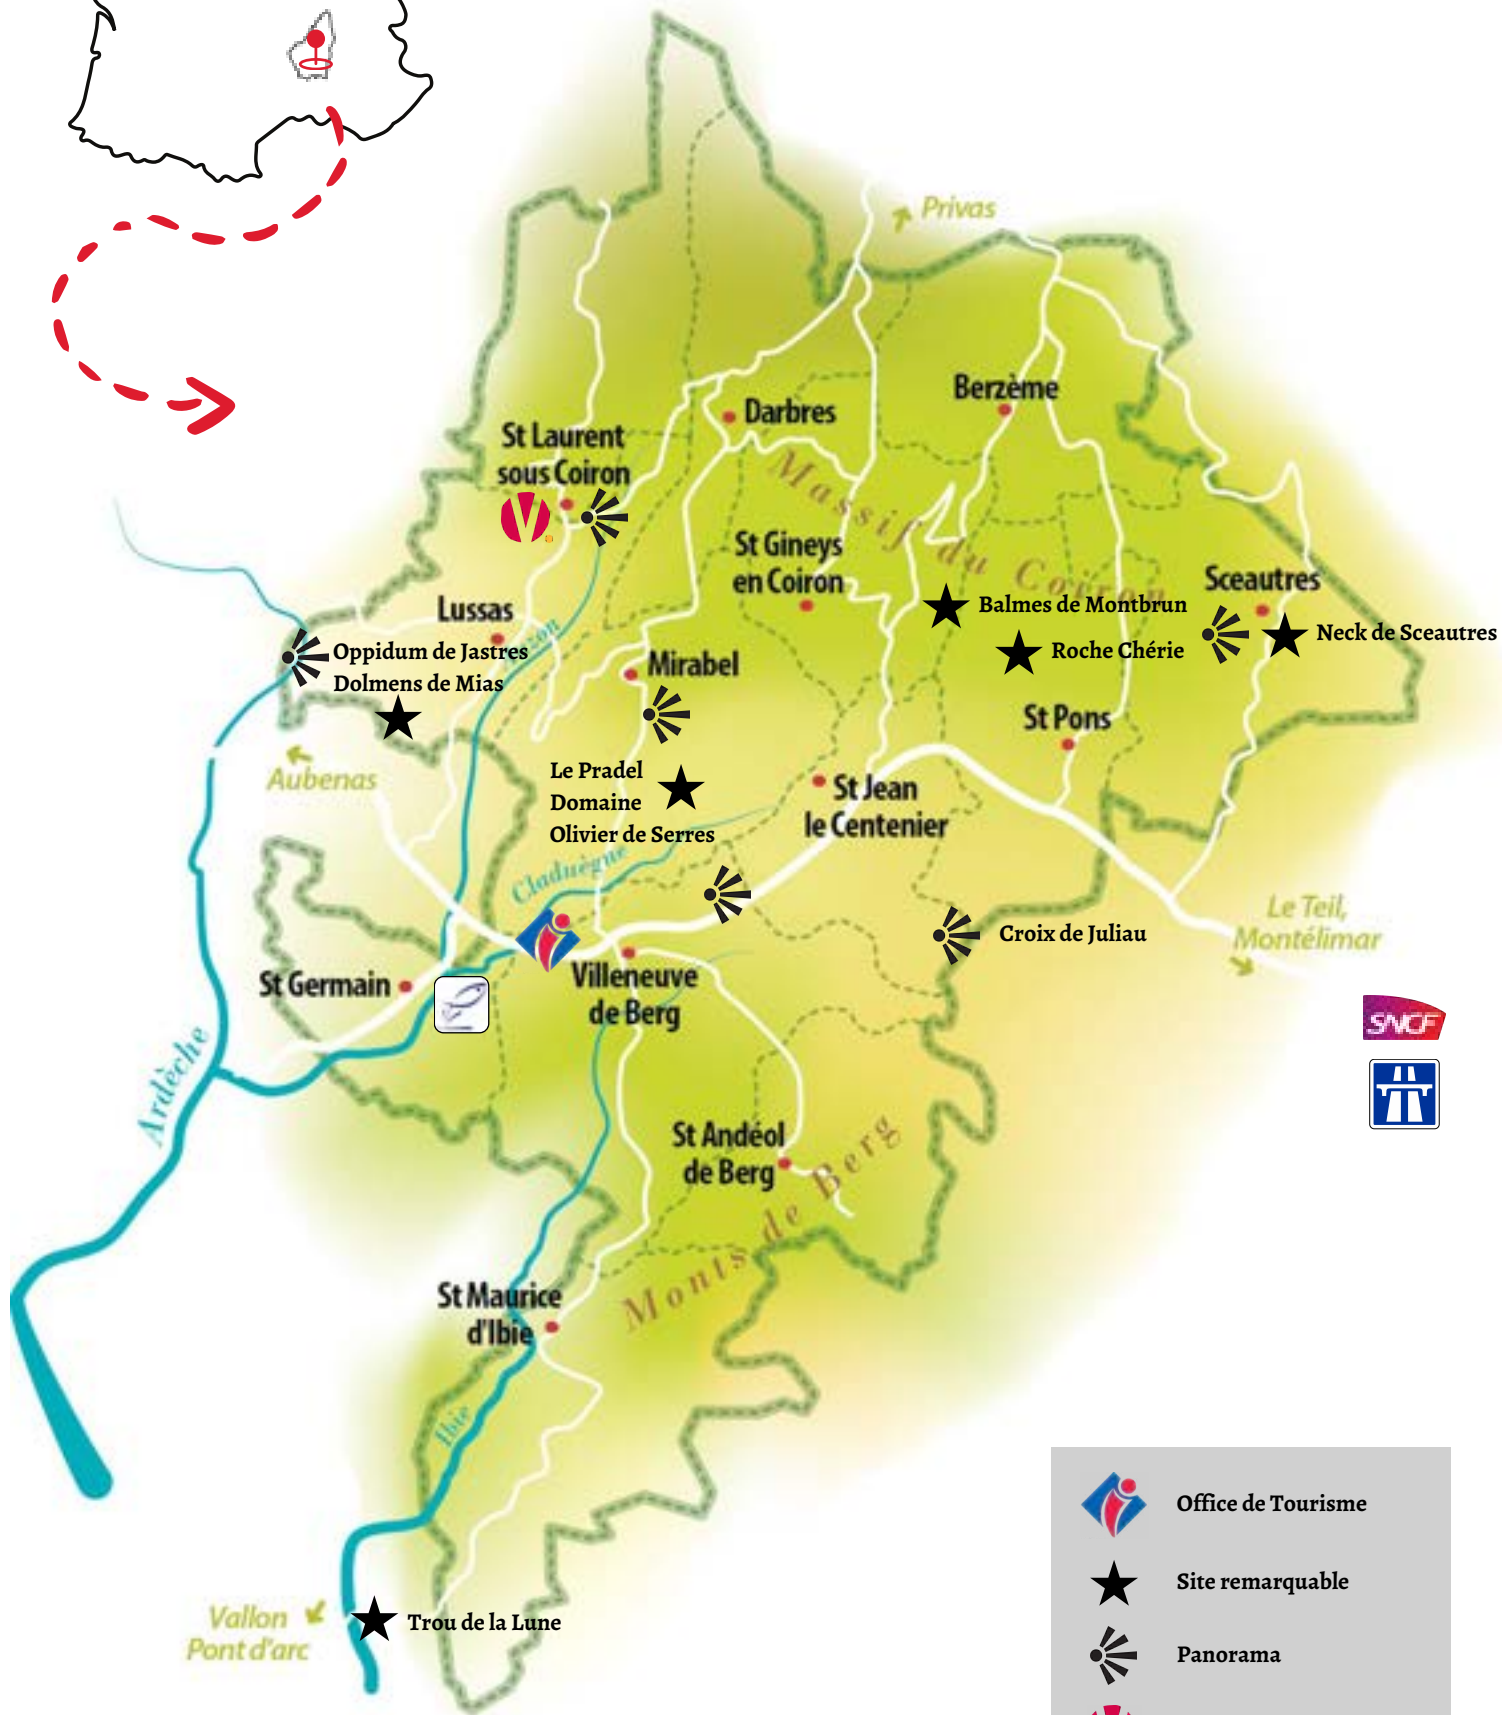 Privas
Berzème
Darbres
St Laurent
sous Coiron
Massif du Coiron
St Gineys
en Coiron
Sceautres
Balmes de Montbrun
Lussas
Neck de Sceautres
Oppidum de Jastres
Roche Chérie
Mirabel
Dolmens de Mias
St Pons
Aubenas
Le Pradel
Domaine
Olivier de Serres
St Jean
le Centenier
Claduègne
Le Teil,
Montélimar
Croix de Juliau
St Germain
Villeneuve
de Berg
SNCF
Ardèche
St Andéol
de Berg
Monts de Berg
St Maurice
d'Ibie
Ibie
Vallon
Pont d'arc
Trou de la Lune
Office de Tourisme
Site remarquable
Panorama